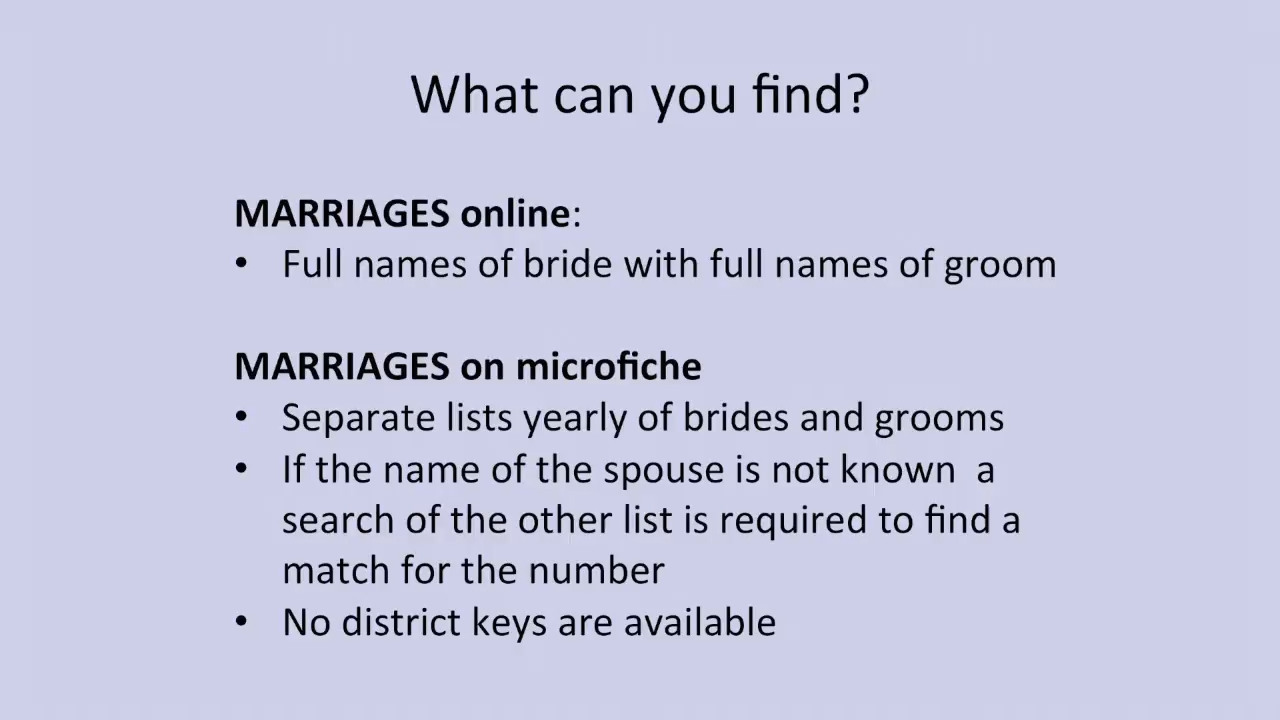 What can you find?
MARRIAGES online:
• Full names of bride with full names of groom
MARRIAGES on microfiche
• Separate lists yearly of brides and grooms
• If the name of the spouse is not known  a
search of the other list is required to find a
match for the number
• No district keys are available